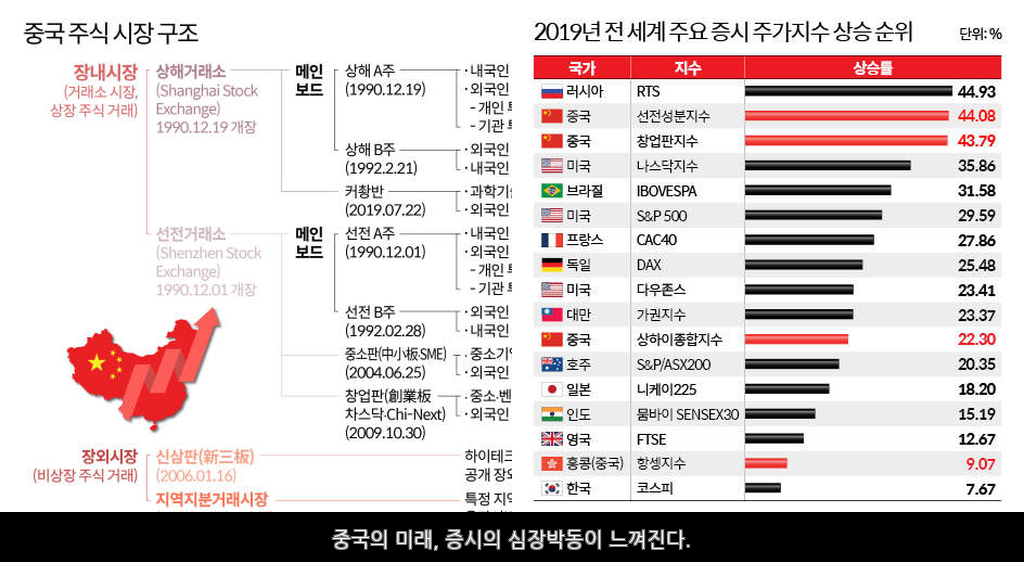 중국 주식 시장 구조
장내시장
(거래소 시장,
상장 주식 거래)
상해거래소
(Shanghai Stock
Exchange)
1990.12.19 개장
메인
보드
상해 A주
(1990.12.19)
· 내국인
· 외국인
- 개인
- 기관
상해 B주
(1992.2.21)
· 외국인
· 내국인
커창반
(2019.07.22)
· 과학기술
· 외국인
선전거래소
(Shenzhen Stock
Exchange)
1990.12.01 개장
메인
보드
선전 A주
(1990.12.01)
· 내국인
· 외국인
- 개인
- 기관
선전 B주
(1992.02.28)
· 외국인
· 내국인
중소판(中小板·SME)
(2004.06.25)
· 중소기업
· 외국인
창업판(創業板
차스닥·Chi-Next)
(2009.10.30)
· 중소·벤
· 외국인
장외시장
(비상장 주식 거래)
신삼판(新三板)
(2006.01.16)
하이테크
공개 장외
지역지분거래시장
특정 지역
2019년 전 세계 주요 증시 주가지수 상승 순위
단위: %
국가 지수 상승률
러시아 RTS 44.93
중국 선전성분지수 44.08
중국 창업판지수 43.79
미국 나스닥지수 35.86
브라질 IBOVESPA 31.58
미국 S&P 500 29.59
프랑스 CAC40 27.86
독일 DAX 25.48
미국 다우존스 23.41
대만 가권지수 23.37
중국 상하이종합지수 22.30
호주 S&P/ASX200 20.35
일본 니케이225 18.20
인도 뭄바이 SENSEX30 15.19
영국 FTSE 12.67
홍콩(중국) 항셍지수 9.07
한국 코스피 7.67
중국의 미래, 증시의 심장박동이 느껴진다.